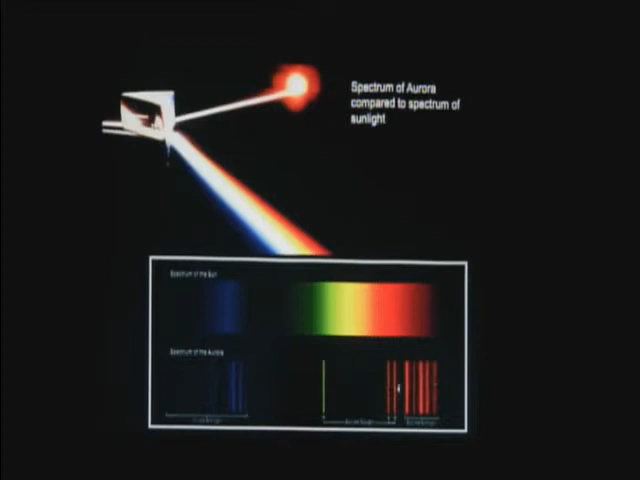 Spectrum of Aurora
compared to spectrum of
sunlight
Spectrum of the Sun
Spectrum of the Aurora